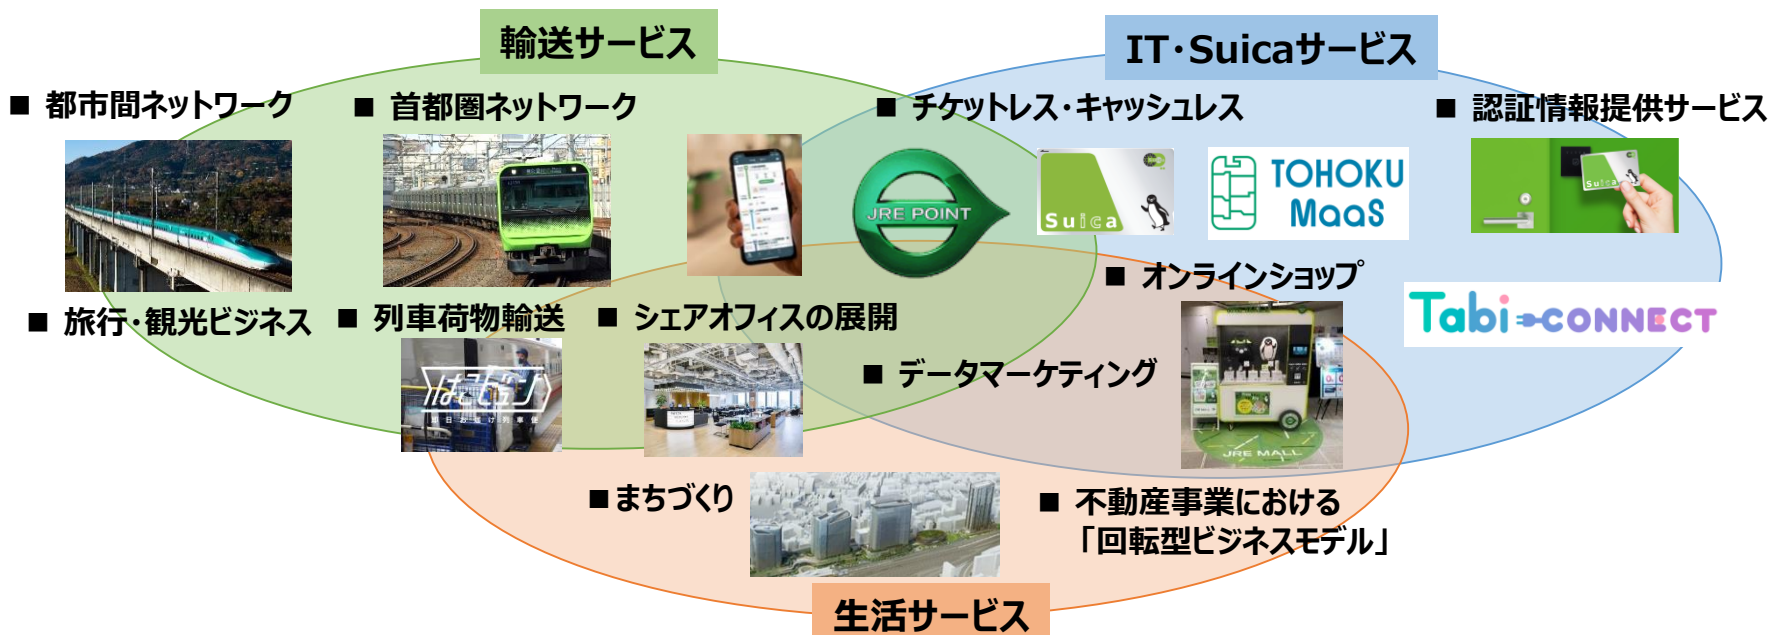 輸送サービス
IT・Suicaサービス
■ 都市間ネットワーク
■ 首都圏ネットワーク
■ チケットレス・キャッシュレス
■ 認証情報提供サービス
JRE POINT
Suica
TOHOKU
MaaS
Suica
■ オンラインショップ
Tabi CONNECT
■ 旅行・観光ビジネス
■ 列車荷物輸送
■ シェアオフィスの展開
はこビュン
■ データマーケティング
JRE MALL
■まちづくり
■ 不動産事業における
「回転型ビジネスモデル」
生活サービス